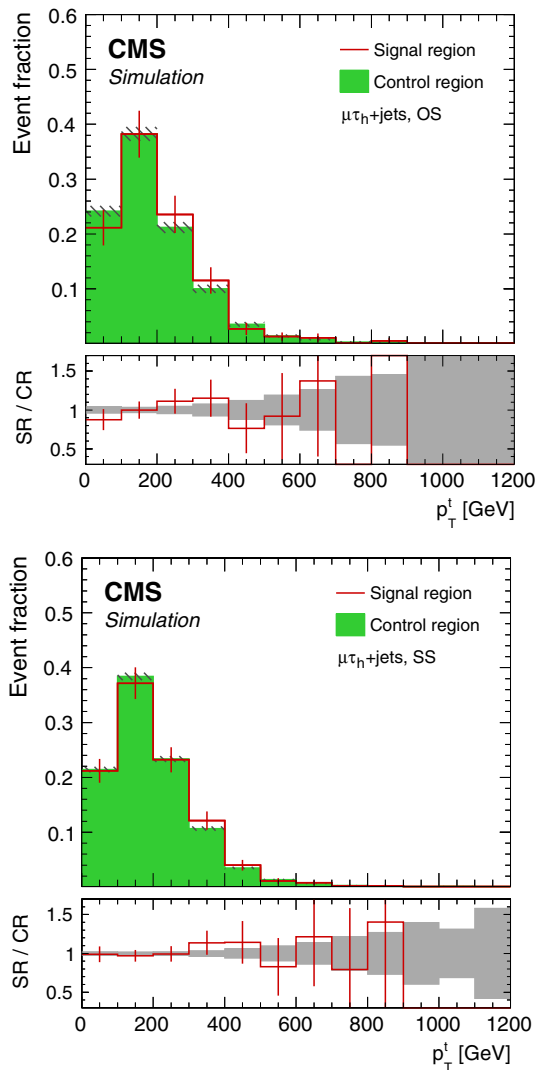 0.6
0.5
0.4
0.3
0.2
0.1
Event fraction
CMS
Simulation
Signal region
Control region
μτh+jets, OS
1.5
1
0.5
SR / CR
0 200 400 600 800 1000 1200
p_T^t [GeV]
0.6
0.5
0.4
0.3
0.2
0.1
Event fraction
CMS
Simulation
Signal region
Control region
μτh+jets, SS
1.5
1
0.5
SR / CR
0 200 400 600 800 1000 1200
p_T^t [GeV]